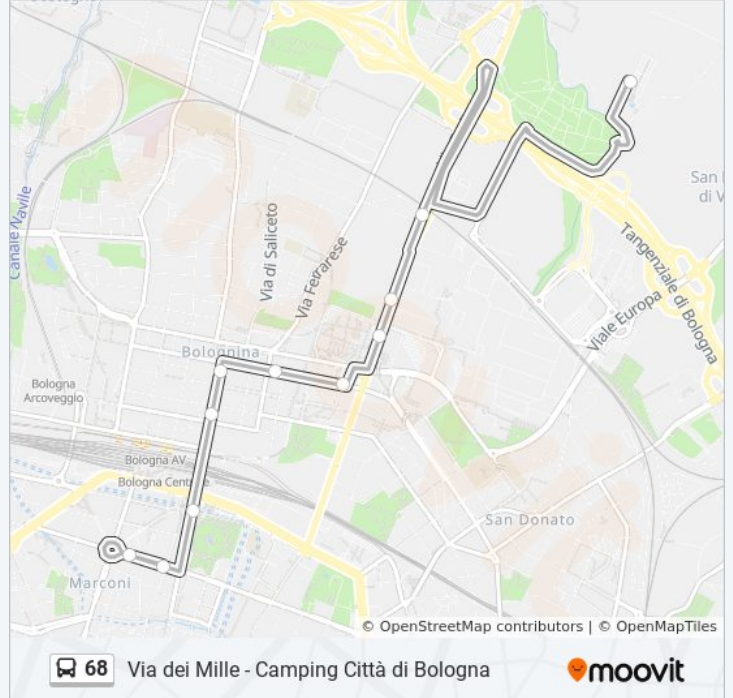 Canale Navile
Via di Saliceto
Via Ferrarese
San
di V
Tangenziale di Bologna
Viale Europa
Bolognina
Bologna
Arcoveggio
Bologna AV
Bologna Centrale
San Donato
Marconi
© OpenStreetMap contributors | © OpenMapTiles
68 Via dei Mille - Camping Città di Bologna
moovit